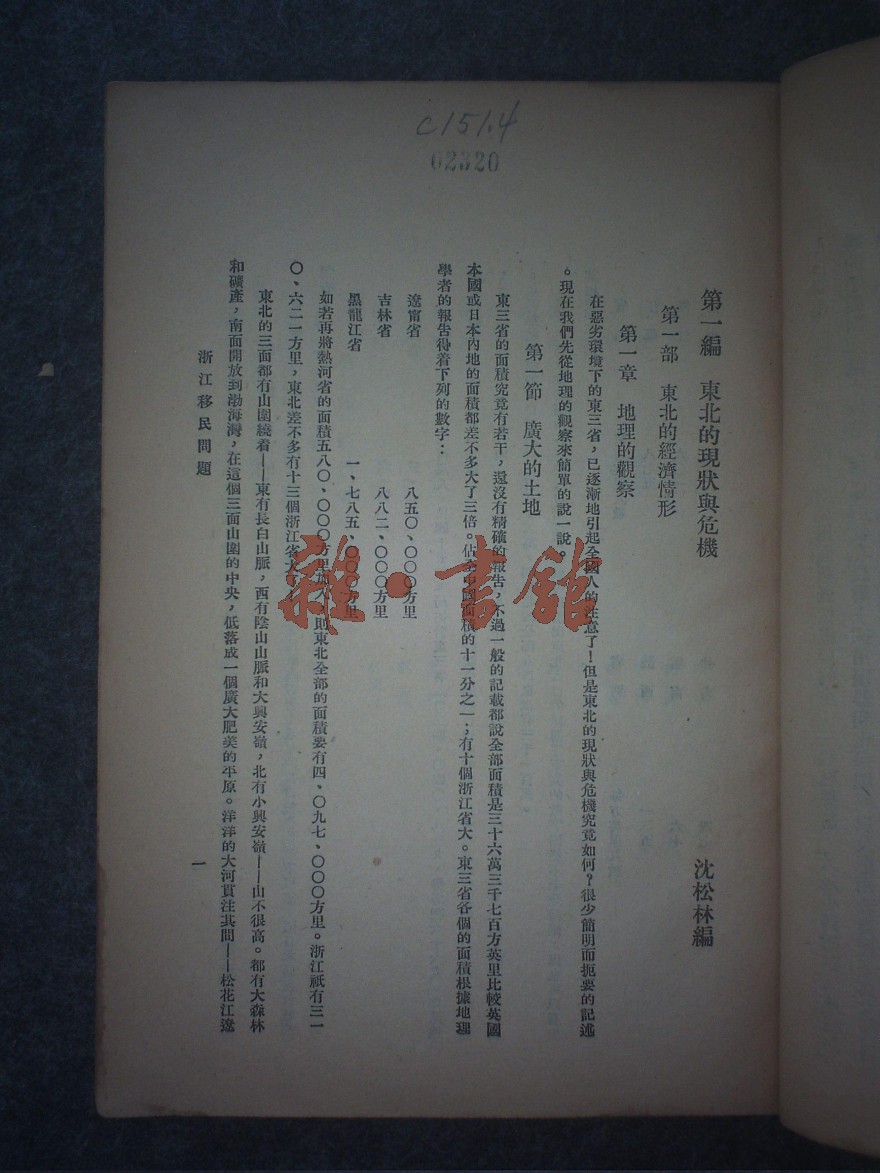 c151.4
02320
第一編　東北的現狀與危機
沈松林編
第一部　東北的經濟情形
第一章　地理的觀察
在惡劣環境下的東三省，已逐漸地引起全國人的注意了！但是東北的現狀與危機究竟如何？很少簡明而扼要的記述
。現在我們先從地理的觀察來簡單的說一說。
第一節　廣大的土地
東三省的面積究竟有若干，還沒有精確的報告，不過一般的記載都說全部面積是三十六萬三千七百方英里比較英國
本國或日本內地的面積都差不多大了三倍。佔全中國面積的十一分之一；有十個浙江省大。東三省各個的面積根據地理
學者的報告得着下列的數字：
遼甯省　八五〇、〇〇〇方里
吉林省　八八二、〇〇〇方里
黑龍江省　一、七八五、〇〇〇方里
如若再將熱河省的面積五八〇、〇〇〇方里加入，則東北全部的面積要有四、〇九七、〇〇〇方里。浙江祇有三一
〇、六二一方里，東北差不多有十三個浙江省大
東北的三面都有山圍繞着——東有長白山脈，西有陰山山脈和大興安嶺，北有小興安嶺——山不很高。都有大森林
和礦產，南面開放到渤海灣，在這個三面山圍的中央，低落成一個廣大肥美的平原。洋洋的大河貫注其間——松花江遼
浙江移民問題
一
雜·書館